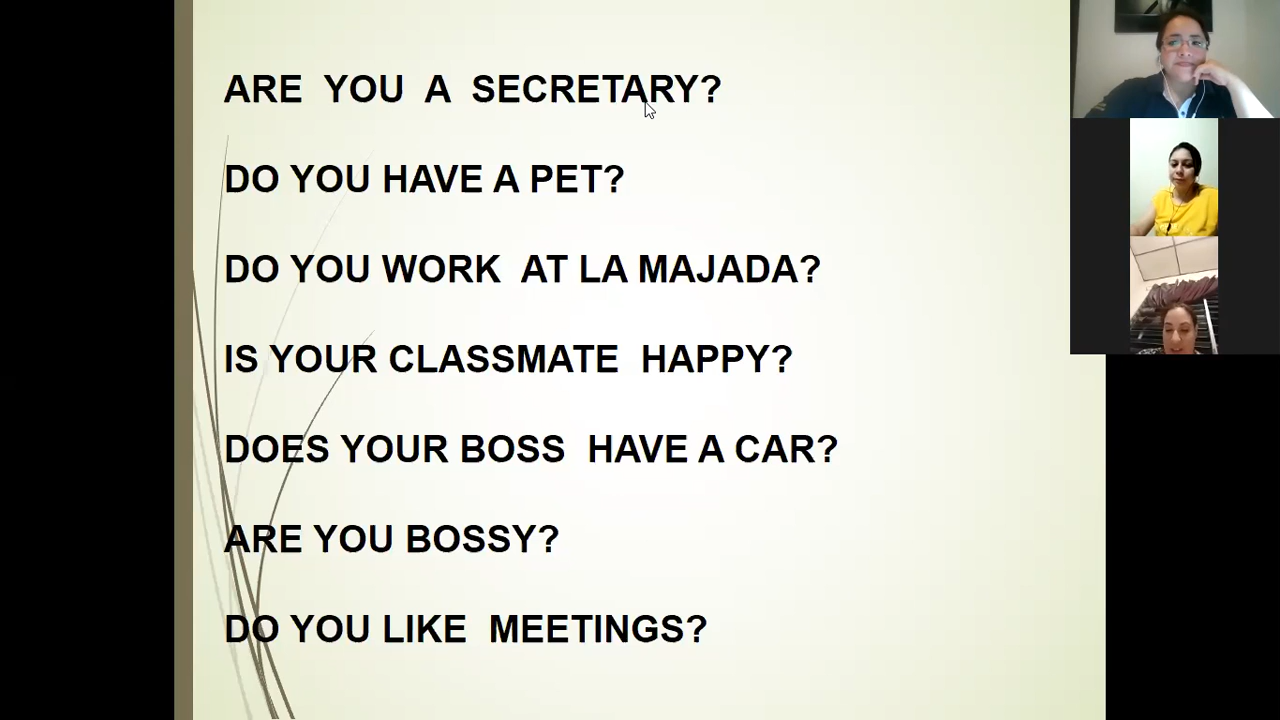 ARE YOU A SECRETARY?
DO YOU HAVE A PET?
DO YOU WORK AT LA MAJADA?
IS YOUR CLASSMATE HAPPY?
DOES YOUR BOSS HAVE A CAR?
ARE YOU BOSSY?
DO YOU LIKE MEETINGS?